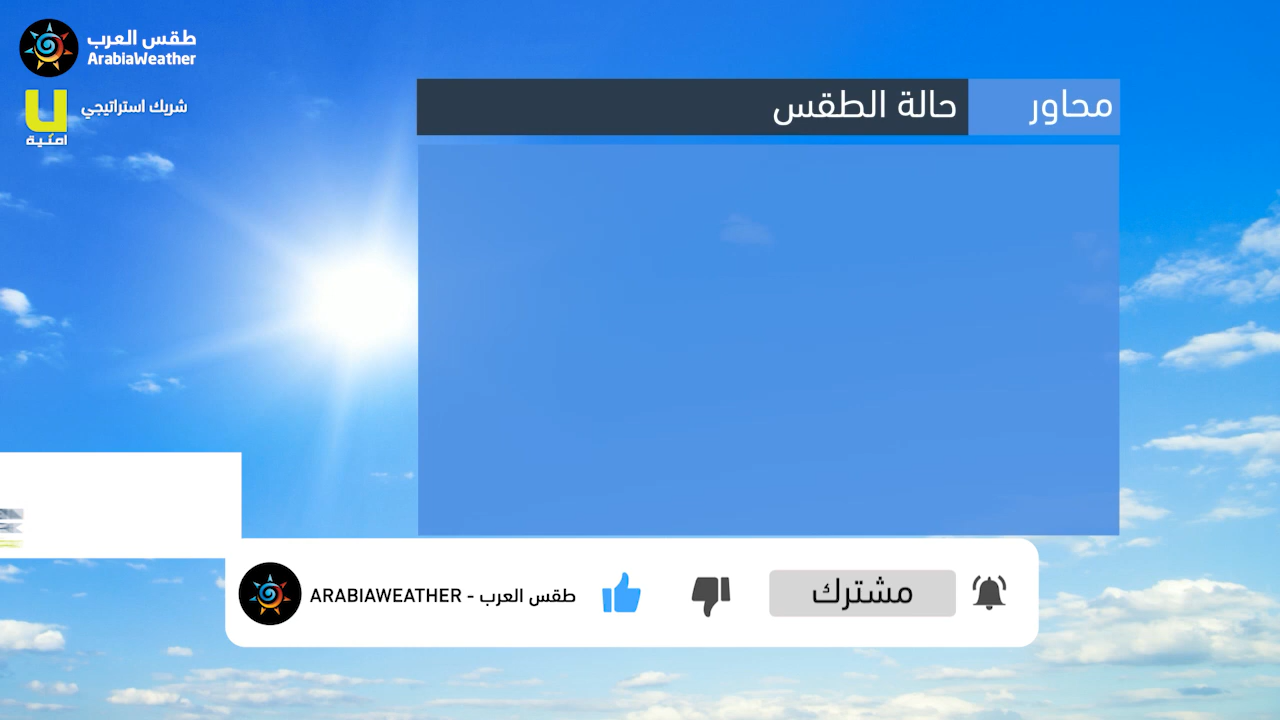 طقس العرب
ArabiaWeather
شريك استراتيجي
امنية
محاور
حالة الطقس
ARABIAWEATHER - طقس العرب
مشترك